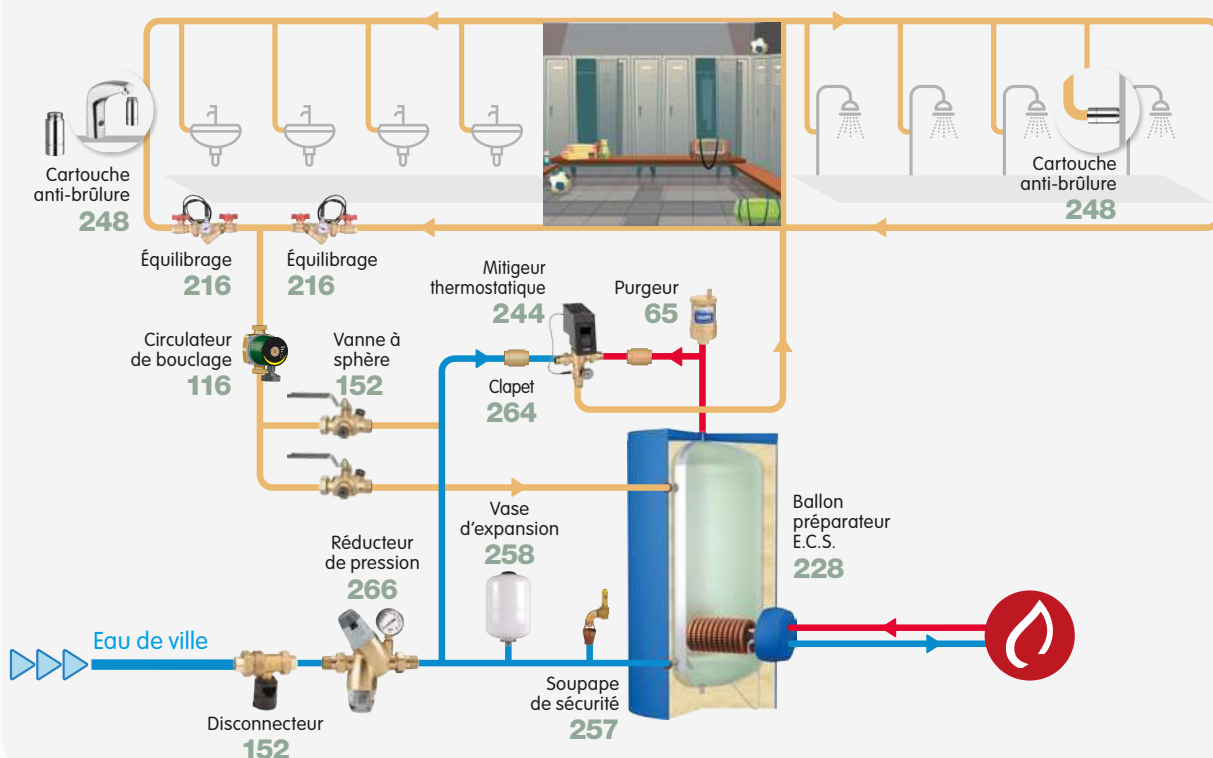 Cartouche
anti-brûlure
248
Cartouche
anti-brûlure
248
Équilibrage
216
Équilibrage
216
Mitigeur
thermostatique
244
Purgeur
65
Circulateur
de bouclage
116
Vanne à
sphère
152
Clapet
264
Vase
d'expansion
258
Ballon
préparateur
E.C.S.
228
Réducteur
de pression
266
Eau de ville
Soupape
de sécurité
257
Disconnecteur
152